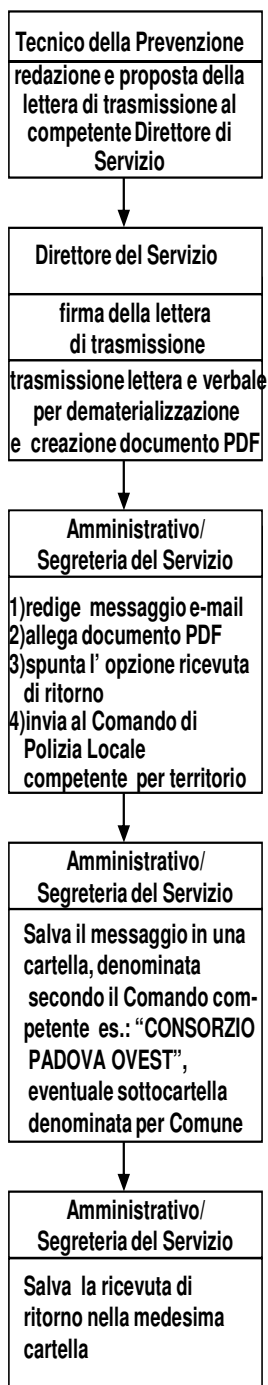 Tecnico della Prevenzione
redazione e proposta della
lettera di trasmissione al
competente Direttore di
Servizio
Direttore del Servizio
firma della lettera
di trasmissione
trasmissione lettera e verbale
per dematerializzazione
e creazione documento PDF
Amministrativo/
Segreteria del Servizio
1)redige messaggio e-mail
2)allega documento PDF
3)spunta l' opzione ricevuta
di ritorno
4)invia al Comando di
Polizia Locale
competente per territorio
Amministrativo/
Segreteria del Servizio
Salva il messaggio in una
cartella, denominata
secondo il Comando com-
petente es.: “CONSORZIO
PADOVA OVEST”,
eventuale sottocartella
denominata per Comune
Amministrativo/
Segreteria del Servizio
Salva la ricevuta di
ritorno nella medesima
cartella